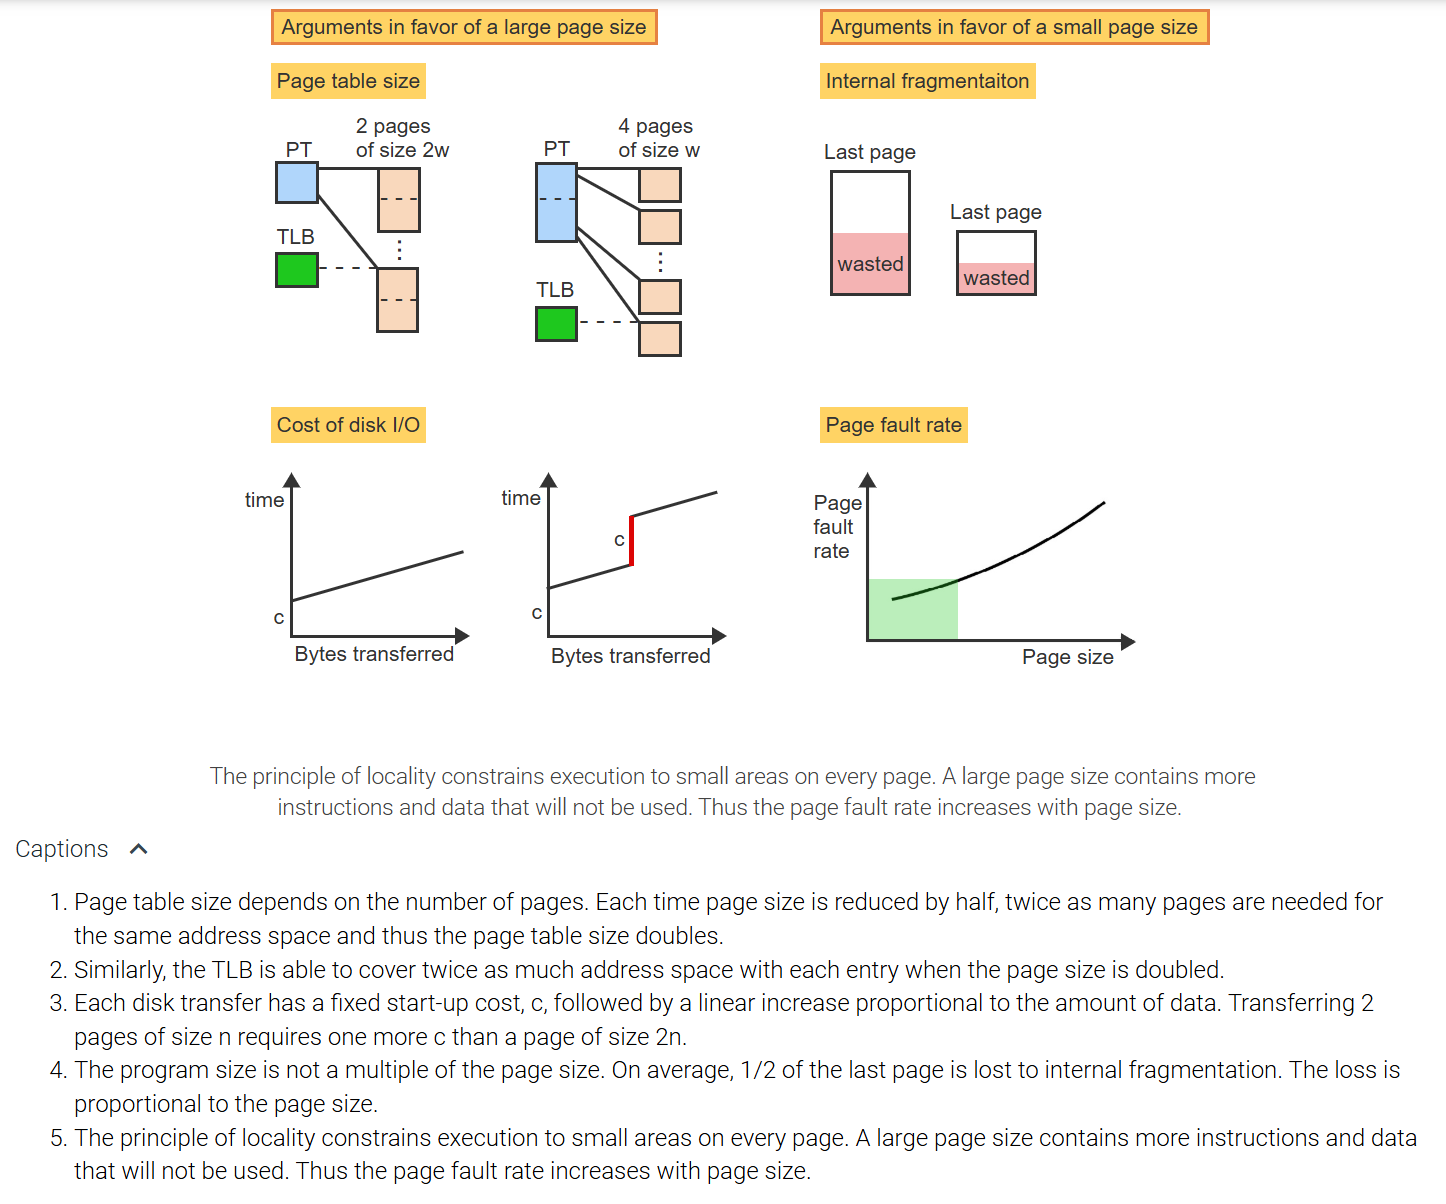 Arguments in favor of a large page size
Arguments in favor of a small page size
Page table size
Internal fragmentaiton
PT
2 pages
of size 2w
TLB
PT
4 pages
of size w
TLB
Last page
wasted
Last page
wasted
Cost of disk I/O
Page fault rate
time
c
Bytes transferred
time
c
c
Bytes transferred
Page
fault
rate
Page size
The principle of locality constrains execution to small areas on every page. A large page size contains more
instructions and data that will not be used. Thus the page fault rate increases with page size.
Captions
1. Page table size depends on the number of pages. Each time page size is reduced by half, twice as many pages are needed for
the same address space and thus the page table size doubles.
2. Similarly, the TLB is able to cover twice as much address space with each entry when the page size is doubled.
3. Each disk transfer has a fixed start-up cost, c, followed by a linear increase proportional to the amount of data. Transferring 2
pages of size n requires one more c than a page of size 2n.
4. The program size is not a multiple of the page size. On average, 1/2 of the last page is lost to internal fragmentation. The loss is
proportional to the page size.
5. The principle of locality constrains execution to small areas on every page. A large page size contains more instructions and data
that will not be used. Thus the page fault rate increases with page size.